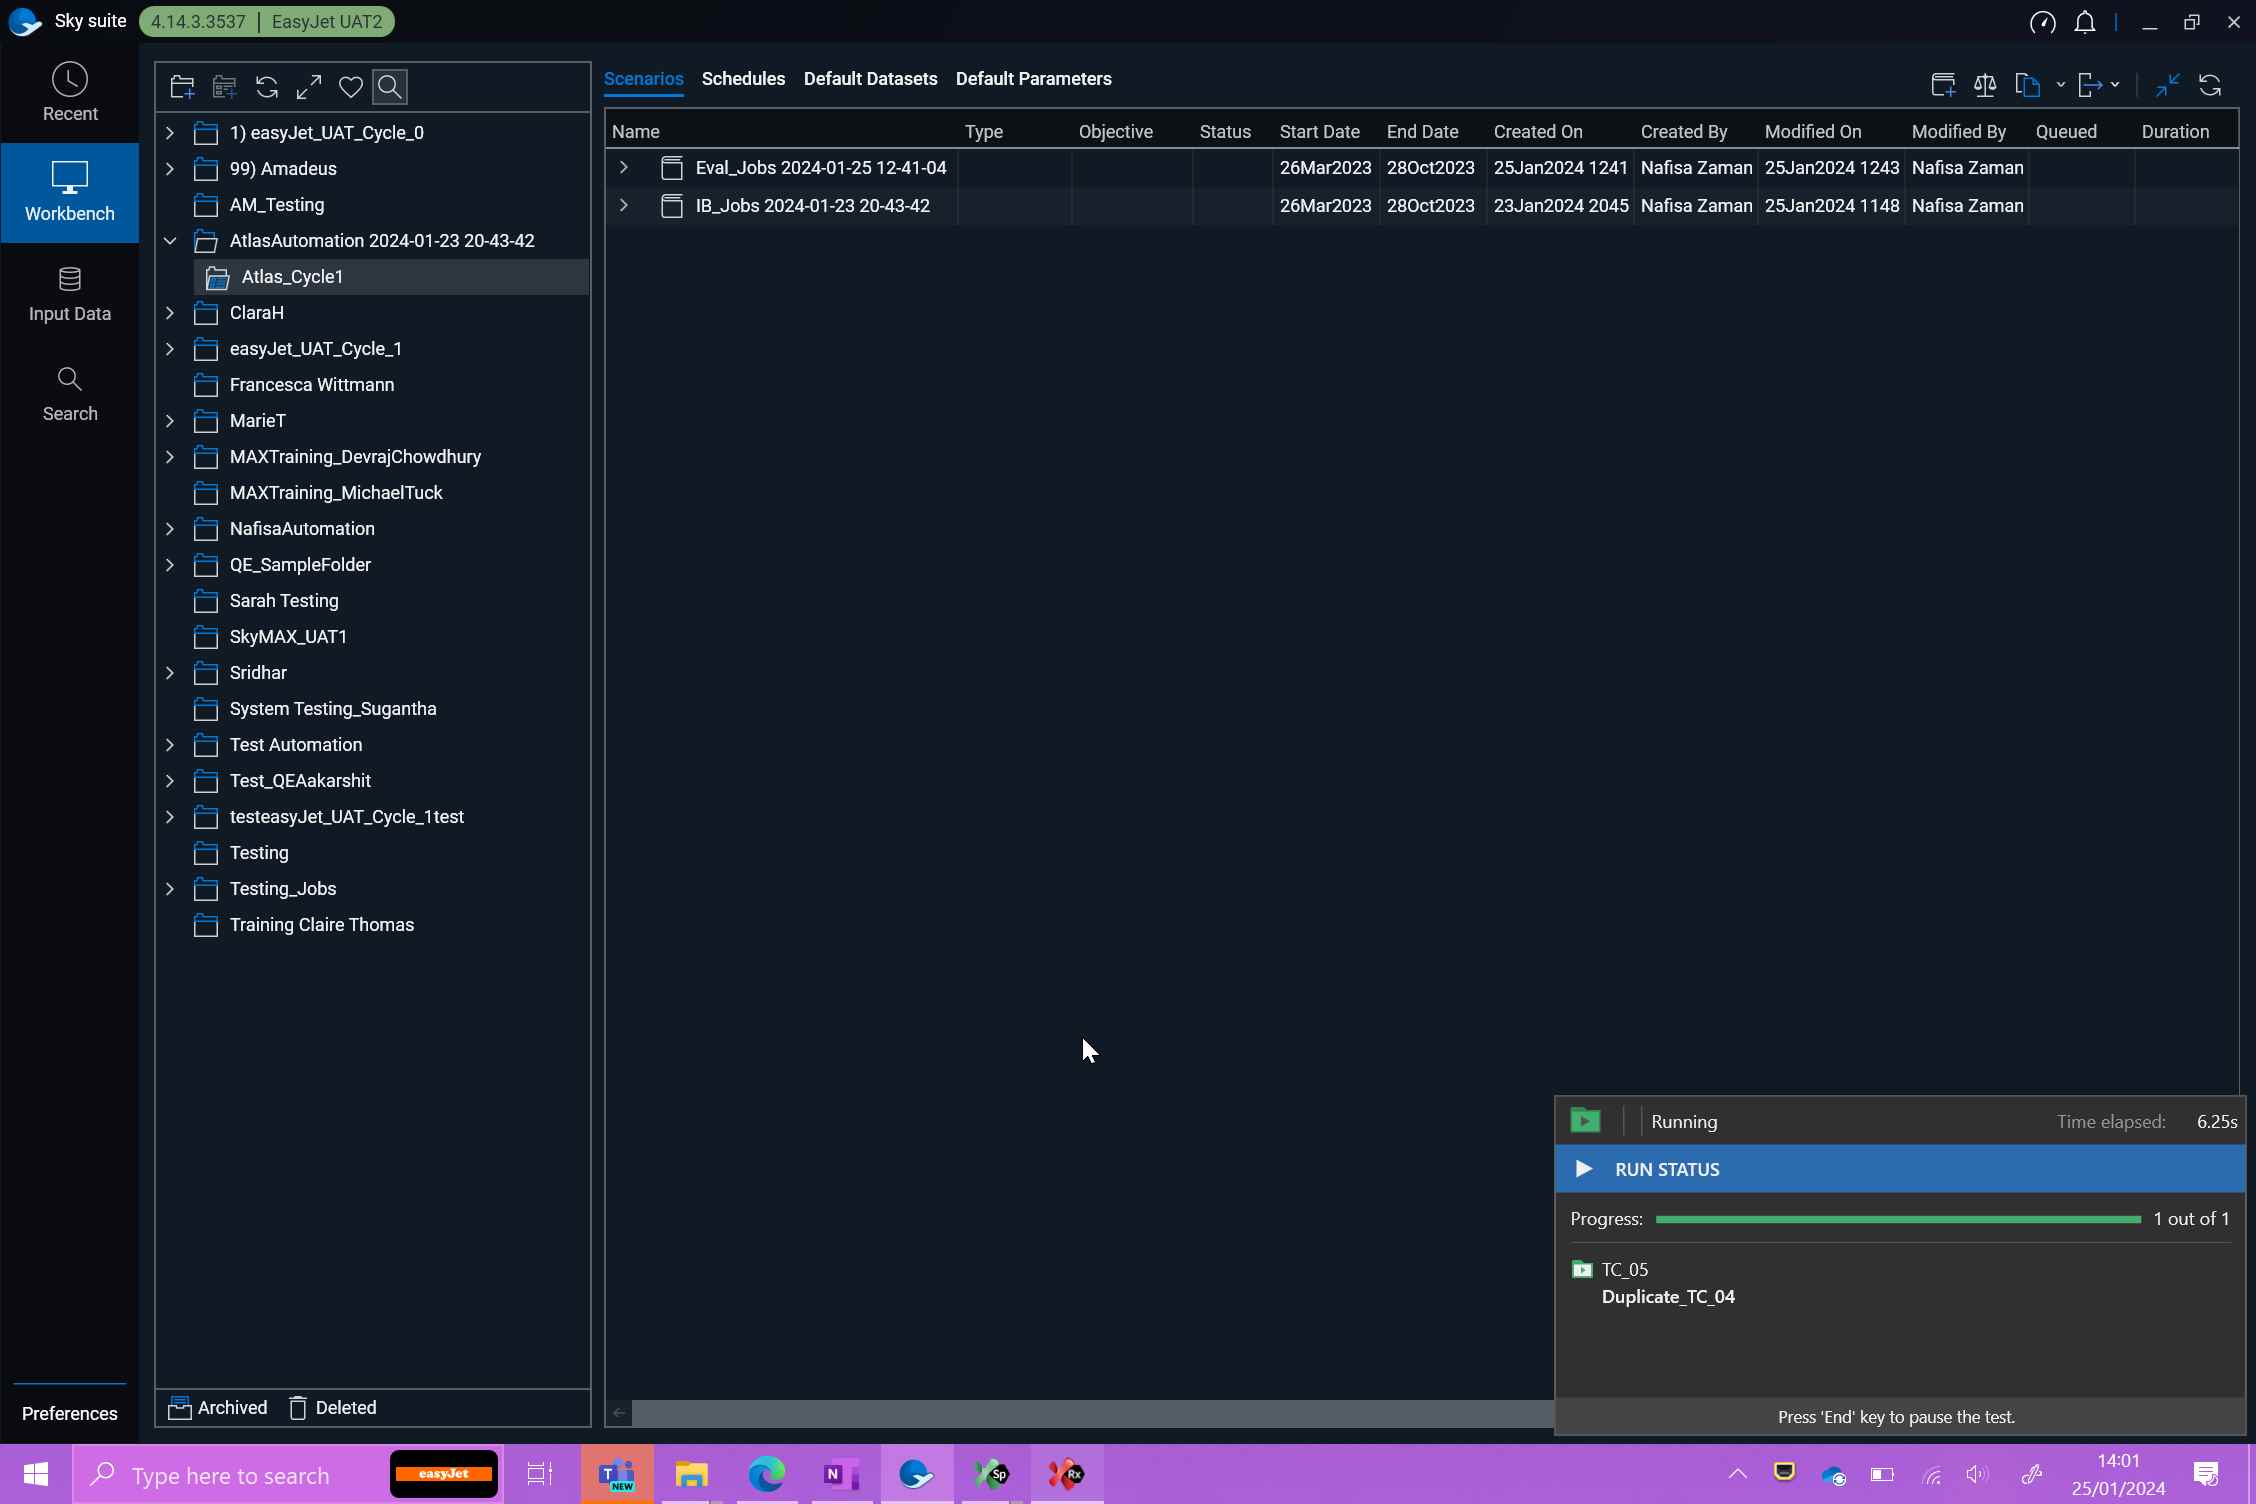 Sky suite 4.14.3.3537 | EasyJet UAT2
Recent
Workbench
Input Data
Search
Preferences
1) easyJet_UAT_Cycle_0
99) Amadeus
AM_Testing
AtlasAutomation 2024-01-23 20-43-42
Atlas_Cycle1
ClaraH
easyJet_UAT_Cycle_1
Francesca Wittmann
MarieT
MAXTraining_DevrajChowdhury
MAXTraining_MichaelTuck
NafisaAutomation
QE_SampleFolder
Sarah Testing
SkyMAX_UAT1
Sridhar
System Testing_Sugantha
Test Automation
Test_QEAakarshit
testeasyJet_UAT_Cycle_1test
Testing
Testing_Jobs
Training Claire Thomas
Archived Deleted
Scenarios Schedules Default Datasets Default Parameters
Name Type Objective Status Start Date End Date Created On Created By Modified On Modified By Queued Duration
Eval_Jobs 2024-01-25 12-41-04 26Mar2023 28Oct2023 25Jan2024 1241 Nafisa Zaman 25Jan2024 1243 Nafisa Zaman
IB_Jobs 2024-01-23 20-43-42 26Mar2023 28Oct2023 23Jan2024 2045 Nafisa Zaman 25Jan2024 1148 Nafisa Zaman
Running Time elapsed: 6.25s
RUN STATUS
Progress: 1 out of 1
TC_05
Duplicate_TC_04
Press 'End' key to pause the test.
Type here to search easyJet
T NEW
N
Sp
Rx
14:01
25/01/2024